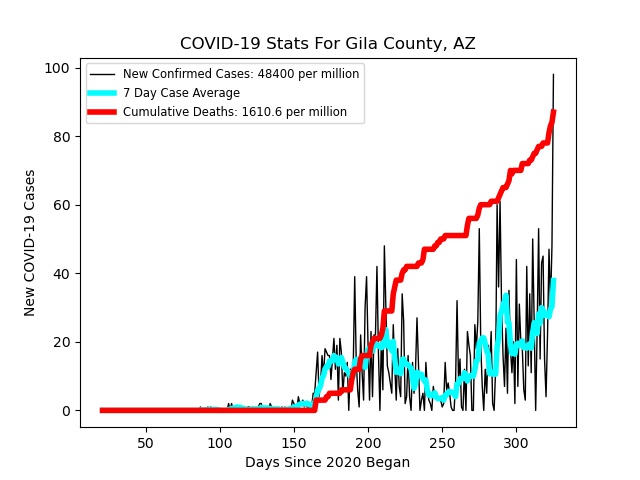 COVID-19 Stats For Gila County, AZ
New Confirmed Cases: 48400 per million
7 Day Case Average
Cumulative Deaths: 1610.6 per million
100
80
60
40
20
0
New COVID-19 Cases
50 100 150 200 250 300
Days Since 2020 Began